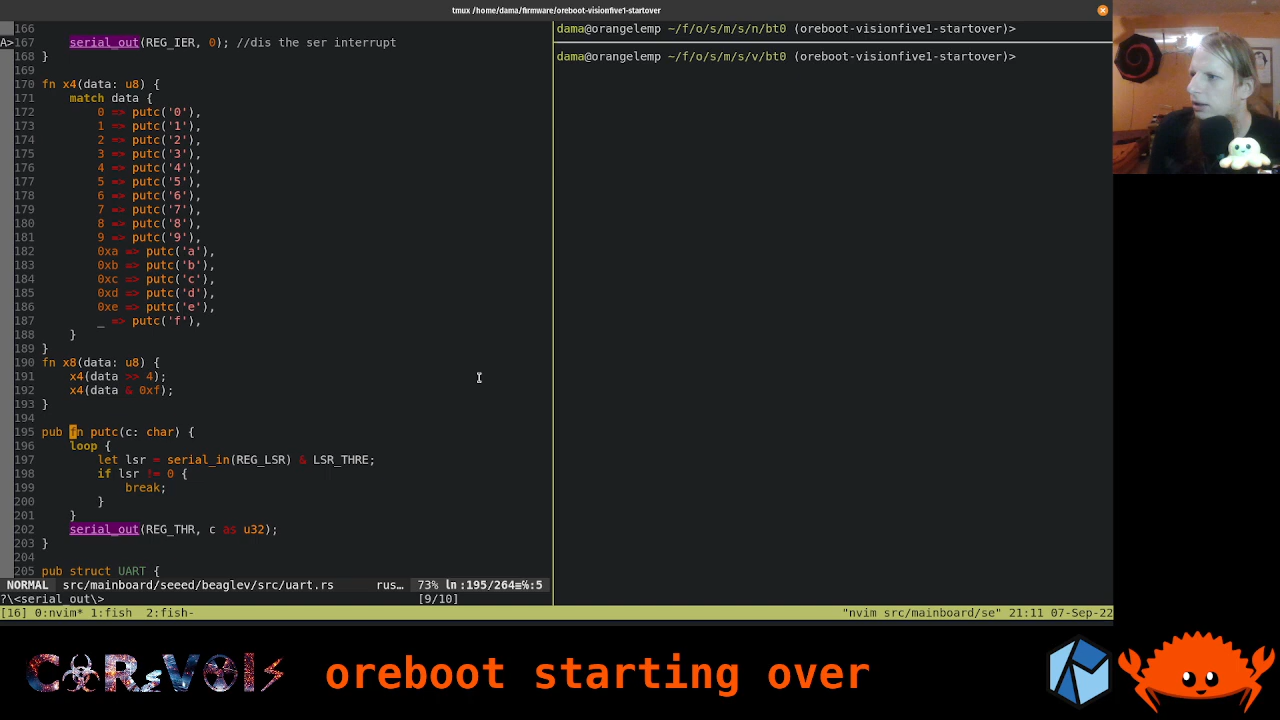 tmux /home/dama/firmware/oreboot-visionfive1-startover
166
A>167     serial_out(REG_IER, 0); //dis the ser interrupt
168 }
169
170 fn x4(data: u8) {
171     match data {
172         0 => putc('0'),
173         1 => putc('1'),
174         2 => putc('2'),
175         3 => putc('3'),
176         4 => putc('4'),
177         5 => putc('5'),
178         6 => putc('6'),
179         7 => putc('7'),
180         8 => putc('8'),
181         9 => putc('9'),
182         0xa => putc('a'),
183         0xb => putc('b'),
184         0xc => putc('c'),
185         0xd => putc('d'),
186         0xe => putc('e'),
187         _ => putc('f'),
188     }
189 }
190 fn x8(data: u8) {
191     x4(data >> 4);
192     x4(data & 0xf);
193 }
194
195 pub fn putc(c: char) {
196     loop {
197         let lsr = serial_in(REG_LSR) & LSR_THRE;
198         if lsr != 0 {
199             break;
200         }
201     }
202     serial_out(REG_THR, c as u32);
203 }
204
205 pub struct UART {
NORMAL  src/mainboard/seeed/beaglev/src/uart.rs  rus…  73% ln:195/264≡℅:5
?\<serial_out\>  [9/10]
dama@orangelemp ~/f/o/s/m/s/n/bt0 (oreboot-visionfive1-startover)>
dama@orangelemp ~/f/o/s/m/s/v/bt0 (oreboot-visionfive1-startover)>
[16] 0:nvim* 1:fish  2:fish-  "nvim src/mainboard/se" 21:11 07-Sep-22
oreboot starting over